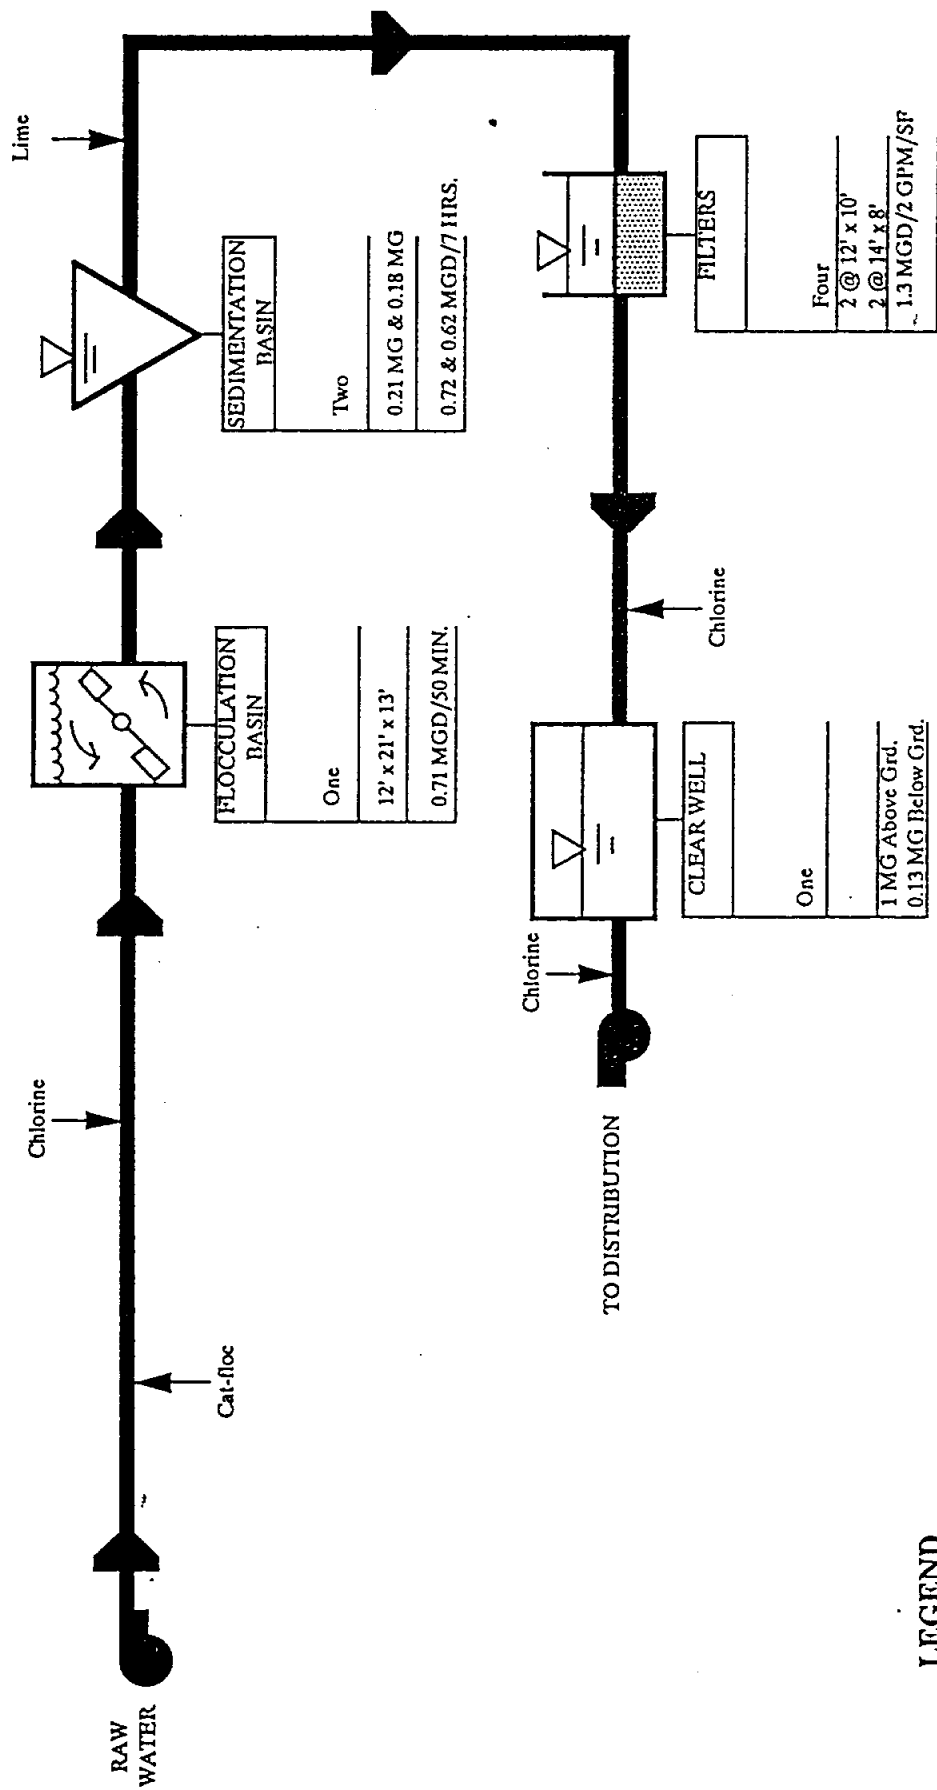 RAW
WATER
Cat-floc
Chlorine
FLOCCULATION
BASIN
One
12' x 21' x 13'
0.71 MGD/50 MIN.
SEDIMENTATION
BASIN
Two
0.21 MG & 0.18 MG
0.72 & 0.62 MGD/7 HRS.
Lime
FILTERS
Four
2 @ 12' x 10'
2 @ 14' x 8'
1.3 MGD/2 GPM/SF
Chlorine
CLEAR WELL
One
1 MG Above Grd.
0.13 MG Below Grd.
Chlorine
TO DISTRIBUTION
LEGEND